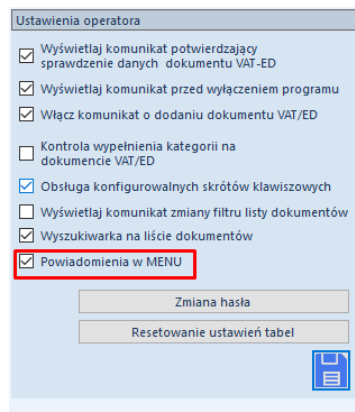 Ustawienia operatora
Wyświetlaj komunikat potwierdzający
sprawdzenie danych dokumentu VAT-ED
Wyświetlaj komunikat przed wyłączeniem programu
Włącz komunikat o dodaniu dokumentu VAT/ED
Kontrola wypełnienia kategorii na
dokumencie VAT/ED
Obsługa konfigurowalnych skrótów klawiszowych
Wyświetlaj komunikat zmiany filtru listy dokumentów
Wyszukiwarka na liście dokumentów
Powiadomienia w MENU
Zmiana hasła
Resetowanie ustawień tabel